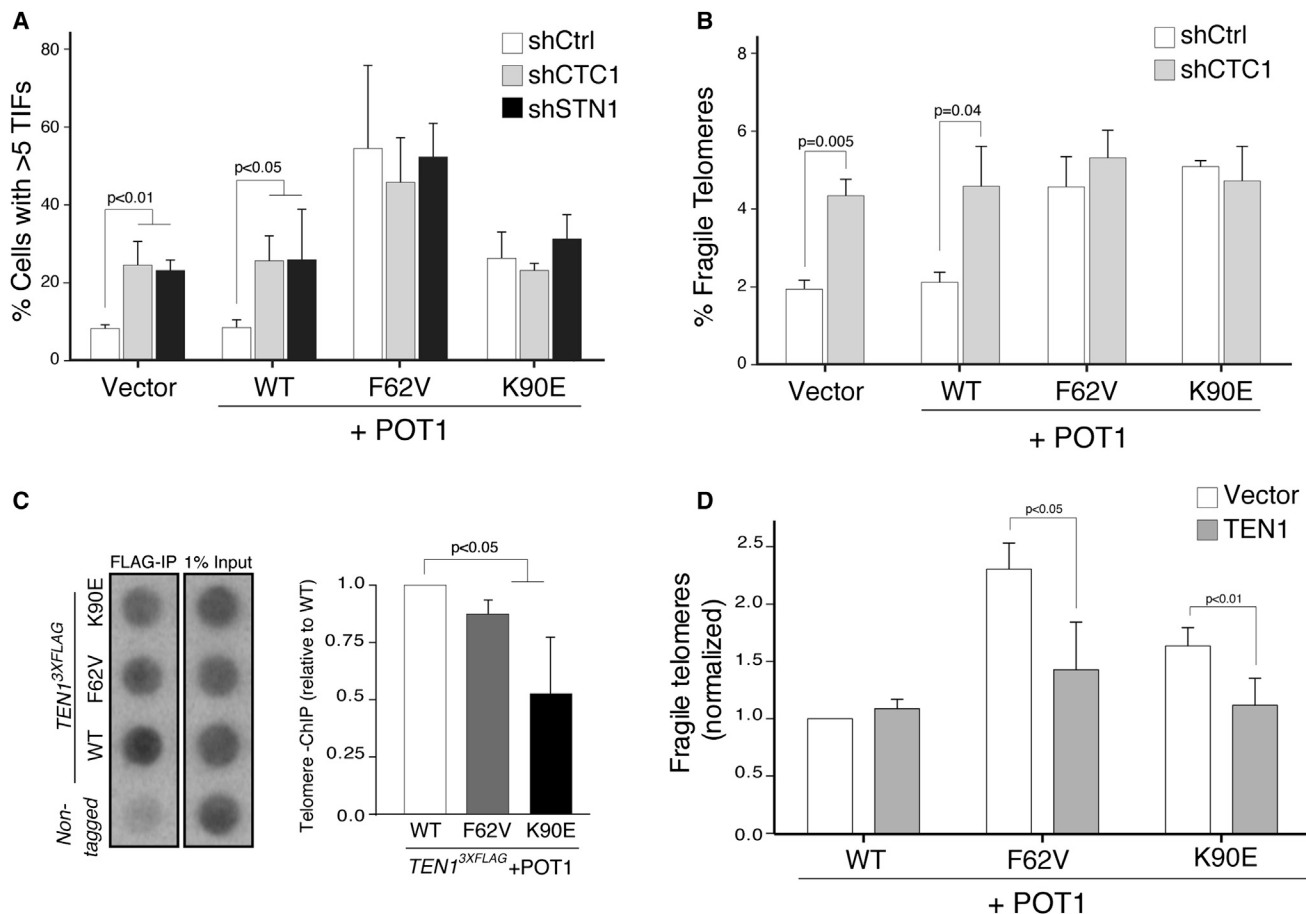 A
% Cells with >5 TIFs
80
60
40
20
0
shCtrl
shCTC1
shSTN1
p<0.01
p<0.05
Vector
WT
F62V
K90E
+ POT1
B
% Fragile Telomeres
8
6
4
2
0
shCtrl
shCTC1
p=0.005
p=0.04
Vector
WT
F62V
K90E
+ POT1
C
FLAG-IP
1% Input
TEN1 3XFLAG
K90E
F62V
WT
Non-
tagged
Telomere -ChIP (relative to WT)
1.0
0.75
0.5
0.25
0.0
p<0.05
WT
F62V
K90E
TEN1 3XFLAG +POT1
D
Fragile telomeres
(normalized)
2.5
2.0
1.5
1.0
0.5
0.0
Vector
TEN1
p<0.05
p<0.01
WT
F62V
K90E
+ POT1